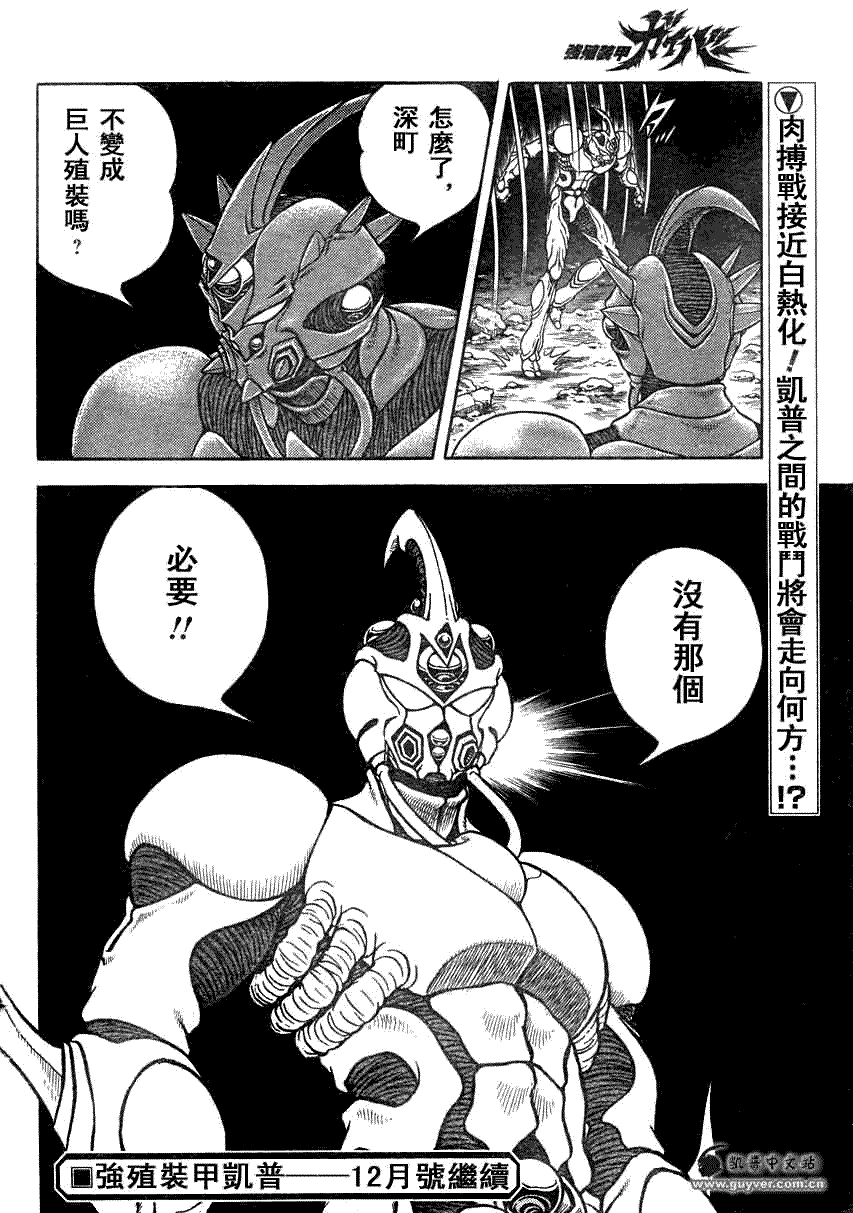 強殖裝甲 ガイバー
怎麼了，
深町
不變成
巨人殖裝嗎？
▼肉搏戰接近白熱化！凱普之間的戰鬥將會走向何方…!?
沒有那個
必要!!
■強殖裝甲凱普——12月號繼續
凱普中文站
www.guyver.com.cn